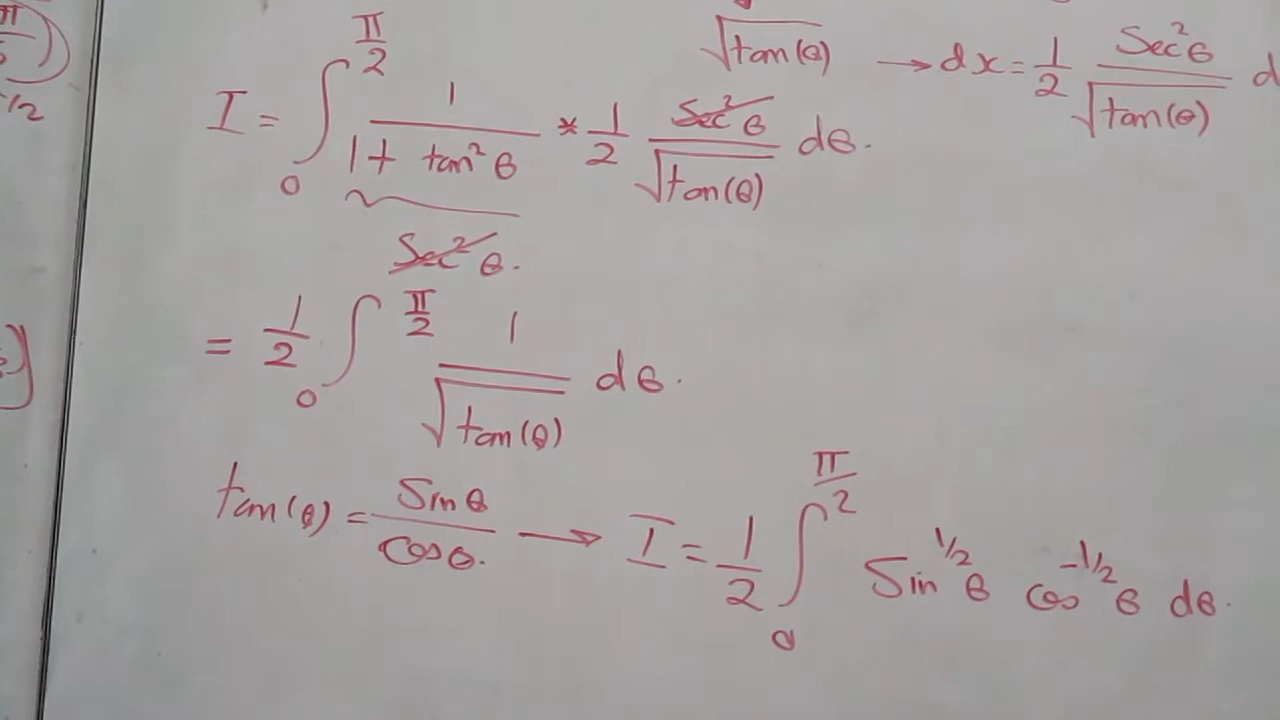 √tan(θ) → dx = 1/2 Sec²θ/√tan(θ) d
π
-1/2
I = ∫₀^(π/2) 1/(1 + tan²θ) * 1/2 Sec²θ/√tan(θ) dθ.
Sec²θ.
= 1/2 ∫₀^(π/2) 1/√tan(θ) dθ.
tan(θ) = Sinθ/cosθ. → I = 1/2 ∫₀^(π/2) Sin^(1/2)θ cos^(-1/2)θ dθ.